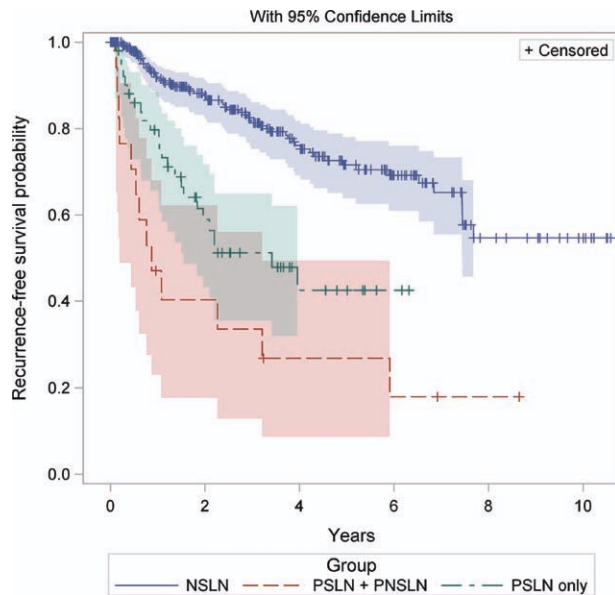 With 95% Confidence Limits
+ Censored
1.0
0.8
0.6
0.4
0.2
0.0
Recurrence-free survival probability
0 2 4 6 8 10
Years
Group
NSLN PSLN + PNSLN PSLN only